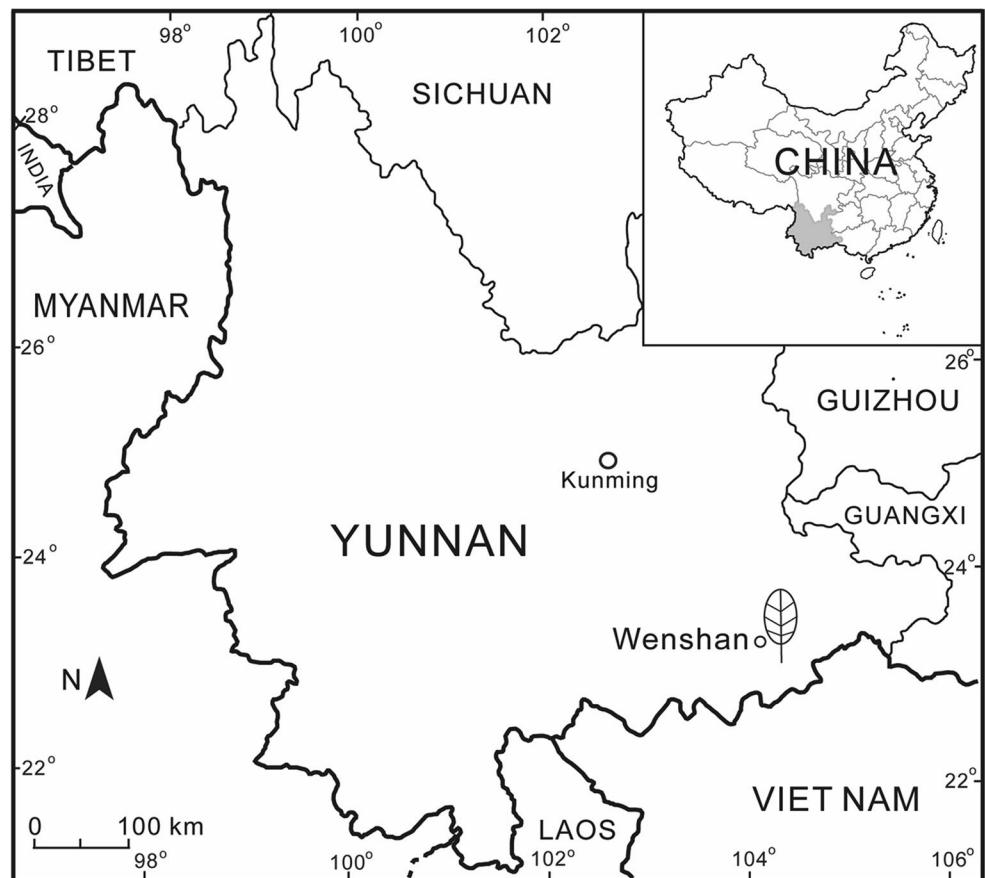 98°
100°
102°
TIBET
SICHUAN
28°
INDIA
CHINA
MYANMAR
26°
26°
GUIZHOU
Kunming
GUANGXI
YUNNAN
24°
24°
Wenshan
N
22°
22°
VIET NAM
0 100 km
LAOS
98°
100°
102°
104°
106°